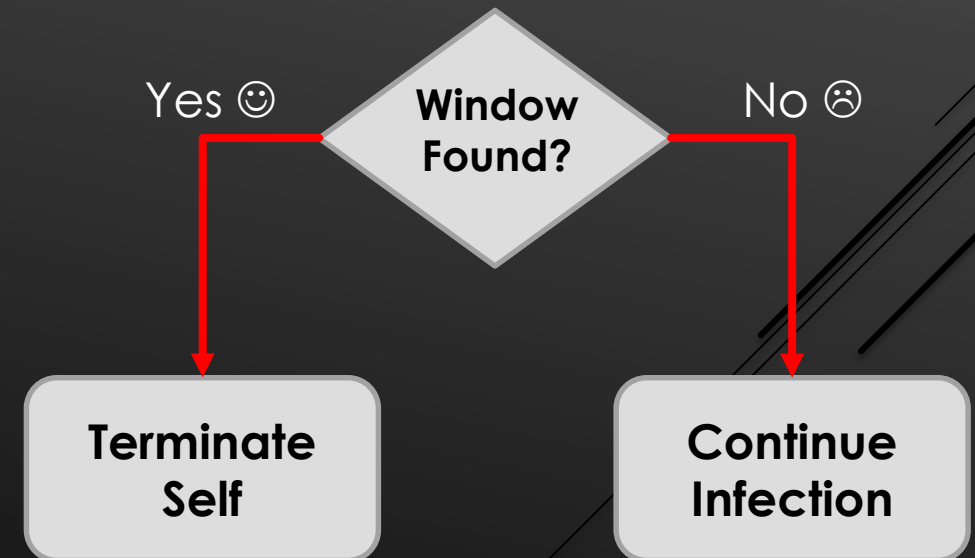 Yes ☺
Window
Found?
No ☹
Terminate
Self
Continue
Infection